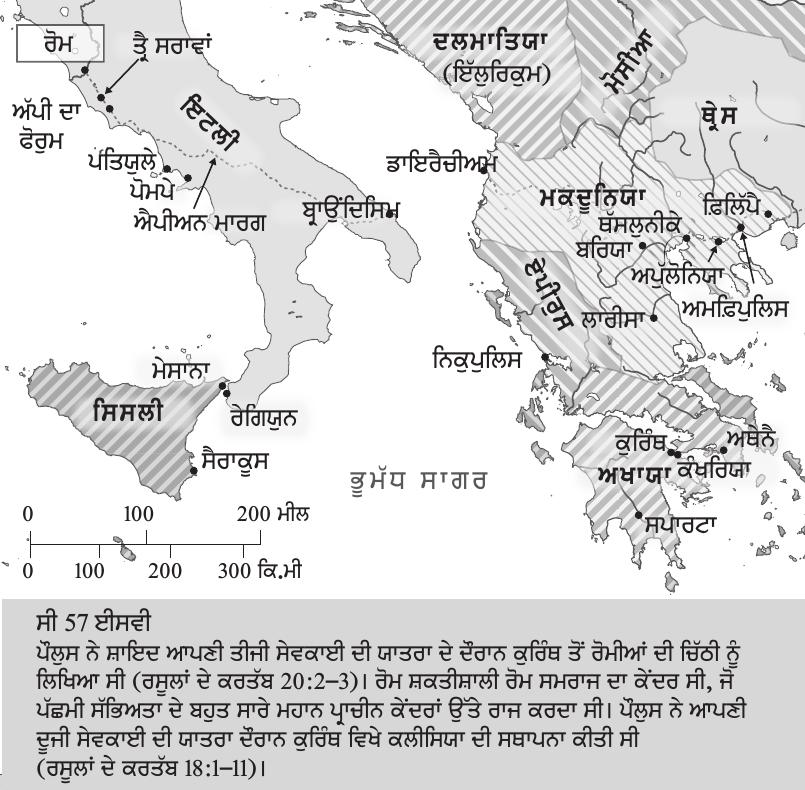 ਰੋਮ
ਤ੍ਰੈ ਸਰਾਵਾਂ
ਅੱਪੀ ਦਾ
ਫੋਰੁਮ
ਇਟਲੀ
ਪਤਿਯੁਲੇ
ਪੋਮਪੇ
ਐਪੀਅਨ ਮਾਰਗ
ਬ੍ਰਾਉਂਦਿਸਿਮ
ਦਲਮਾਤਿਯਾ
(ਇੱਲੁਰਿਕੁਮ)
ਮੋਸੀਆ
ਥ੍ਰੇਸ
ਡਾਇਰੈਚੀਅਮ
ਮਕਦੂਨਿਯਾ
ਫ਼ਿਲਿੱਪੈ
ਥੱਸਲੁਨੀਕੇ
ਬਰਿਯਾ
ਅਪੁੱਲੋਨਿਯਾ
ਅਮਫ਼ਿਪੁਲਿਸ
ਏਪੀਰੁਸ
ਲਾਰੀਸਾ
ਨਿਕੁਪੁਲਿਸ
ਮੇਸਾਨਾ
ਸਿਸਲੀ
ਰੇਗਿਯੁਨ
ਸੈਰਾਕੂਸ
ਕੁਰਿੰਥ
ਅਥੇਨੈ
ਅਖਾਯਾ
ਕੰਖਰਿਯਾ
ਸਪਾਰਟਾ
ਭੂਮੱਧ ਸਾਗਰ
0 100 200 ਮੀਲ
0 100 200 300 ਕਿ.ਮੀ
ਸੀ 57 ਈਸਵੀ
ਪੌਲੁਸ ਨੇ ਸ਼ਾਇਦ ਆਪਣੀ ਤੀਜੀ ਸੇਵਕਾਈ ਦੀ ਯਾਤਰਾ ਦੇ ਦੌਰਾਨ ਕੁਰਿੰਥ ਤੋਂ ਰੋਮੀਆਂ ਦੀ ਚਿੱਠੀ ਨੂੰ
ਲਿਖਿਆ ਸੀ (ਰਸੂਲਾਂ ਦੇ ਕਰਤੱਬ 20:2–3)। ਰੋਮ ਸ਼ਕਤੀਸ਼ਾਲੀ ਰੋਮ ਸਮਰਾਜ ਦਾ ਕੇਂਦਰ ਸੀ, ਜੋ
ਪੱਛਮੀ ਸੱਭਿਅਤਾ ਦੇ ਬਹੁਤ ਸਾਰੇ ਮਹਾਨ ਪ੍ਰਾਚੀਨ ਕੇਂਦਰਾਂ ਉੱਤੇ ਰਾਜ ਕਰਦਾ ਸੀ। ਪੌਲੁਸ ਨੇ ਆਪਣੀ
ਦੂਜੀ ਸੇਵਕਾਈ ਦੀ ਯਾਤਰਾ ਦੌਰਾਨ ਕੁਰਿੰਥ ਵਿਖੇ ਕਲੀਸਿਯਾ ਦੀ ਸਥਾਪਨਾ ਕੀਤੀ ਸੀ
(ਰਸੂਲਾਂ ਦੇ ਕਰਤੱਬ 18:1–11)।